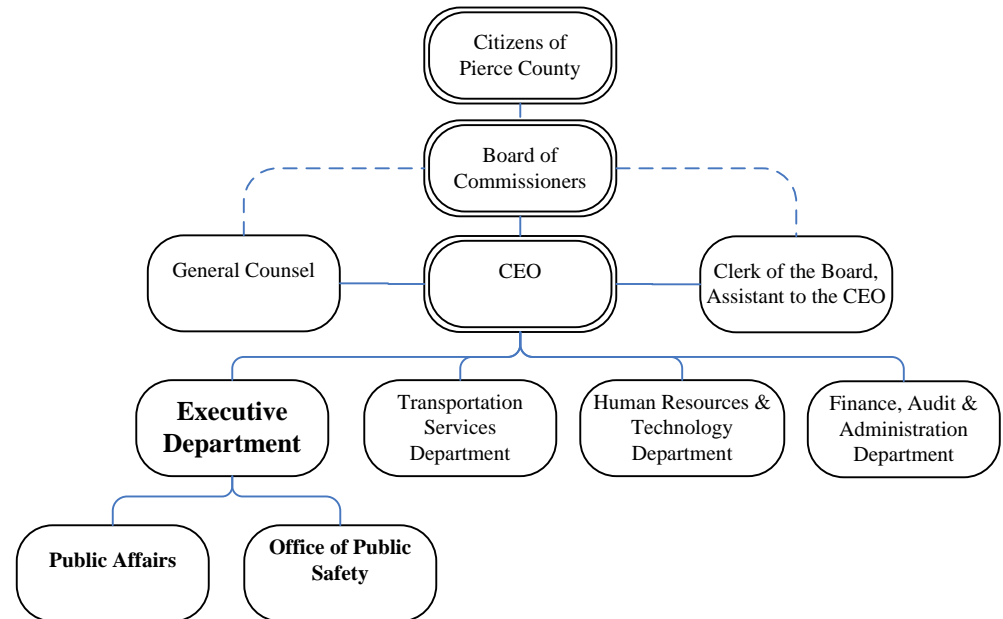 Citizens of
Pierce County
Board of
Commissioners
General Counsel
CEO
Clerk of the Board,
Assistant to the CEO
Executive
Department
Transportation
Services
Department
Human Resources &
Technology
Department
Finance, Audit &
Administration
Department
Public Affairs
Office of Public
Safety